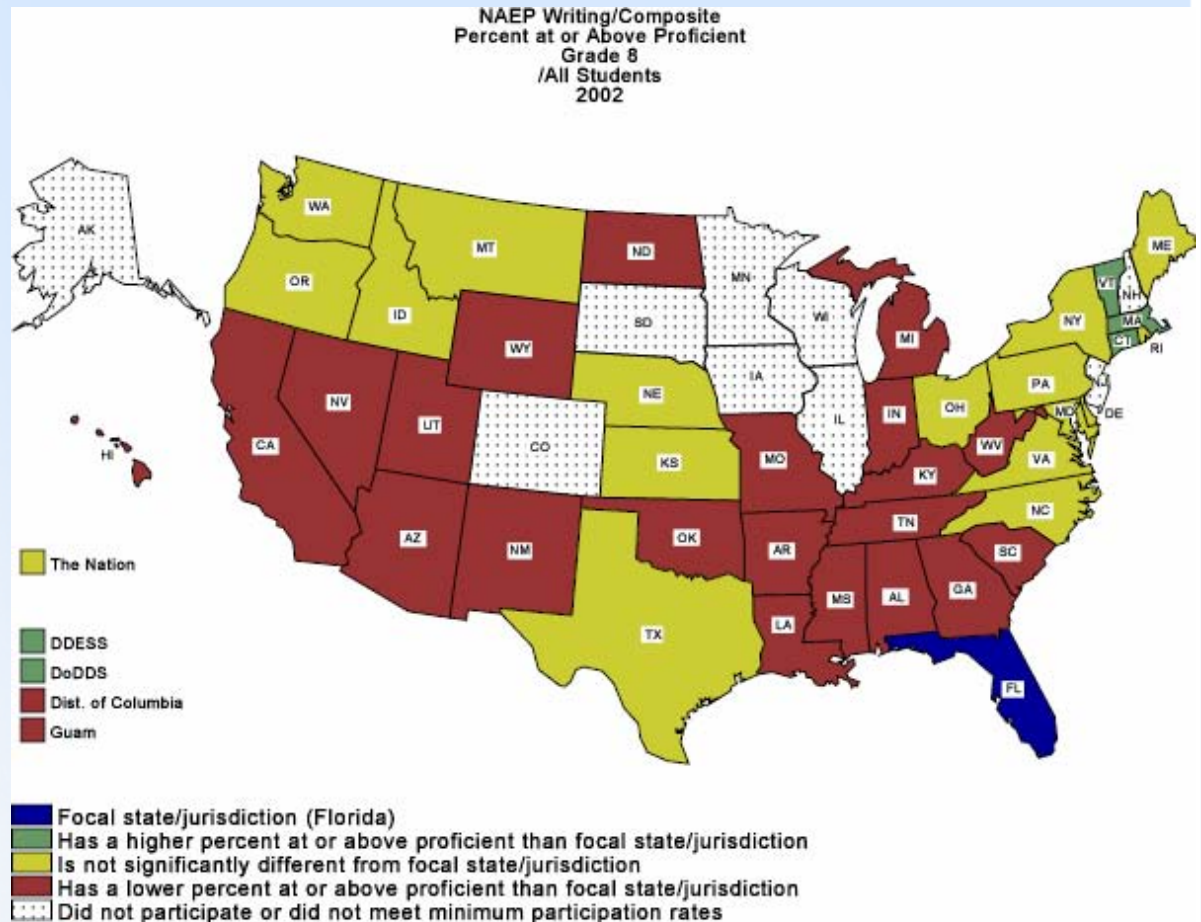 NAEP Writing/Composite
Percent at or Above Proficient
Grade 8
/All Students
2002
AK
WA
MT
ND
MN
ME
OR
ID
SD
WI
VT
NH
NY
MA
CT
RI
WY
MI
IA
PA
NJ
NE
NV
UT
OH
IN
IL
MD
DE
CA
CO
HI
KS
MO
WV
VA
KY
NC
TN
AZ
NM
OK
AR
SC
MS
AL
GA
LA
TX
FL
The Nation
DDESS
DoDDS
Dist. of Columbia
Guam
Focal state/jurisdiction (Florida)
Has a higher percent at or above proficient than focal state/jurisdiction
Is not significantly different from focal state/jurisdiction
Has a lower percent at or above proficient than focal state/jurisdiction
Did not participate or did not meet minimum participation rates